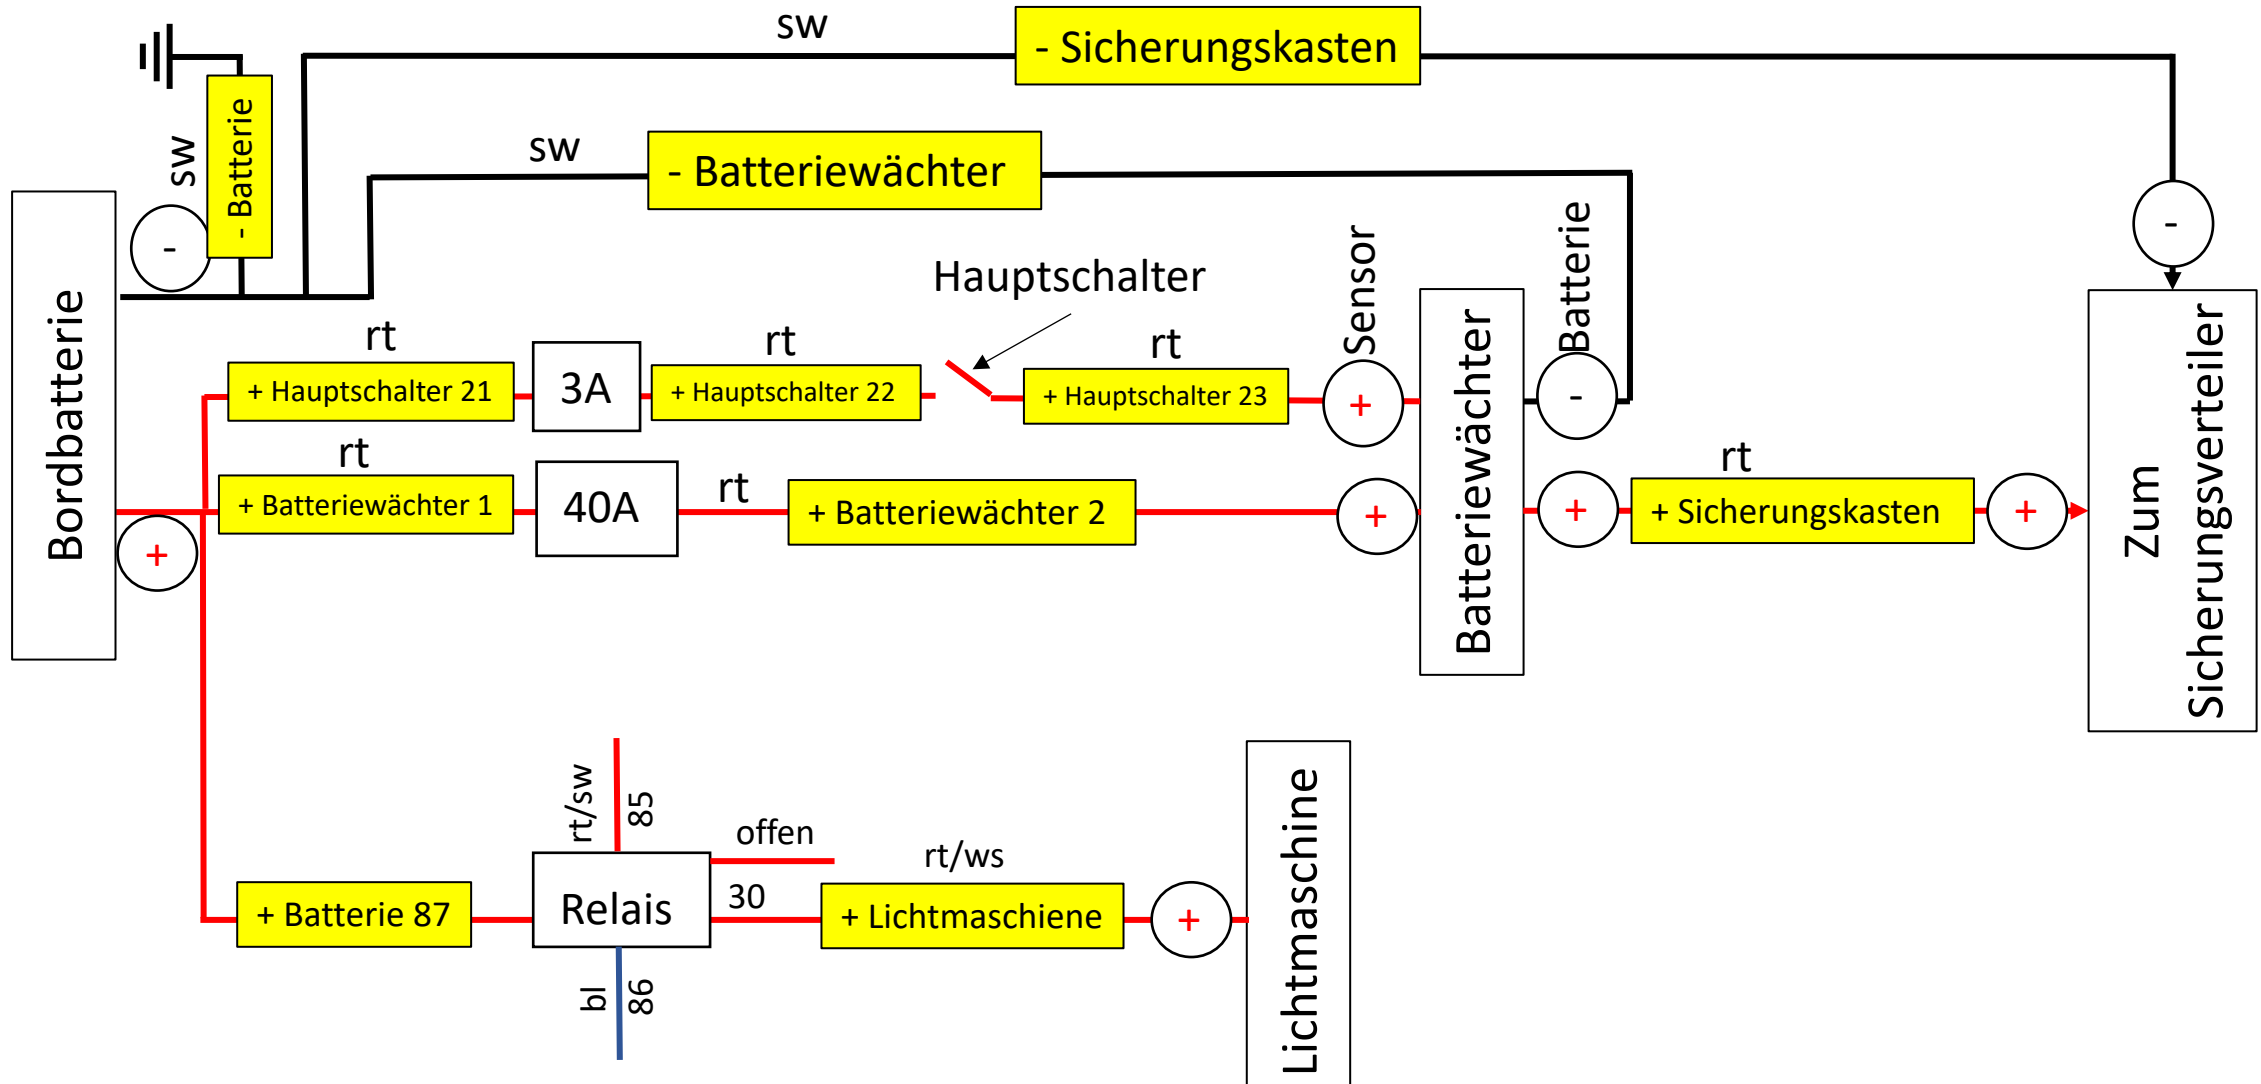 sw
- Sicherungskasten
sw
- Batterie
sw
- Batteriewächter
-
-
Bordbatterie
Hauptschalter
Sensor
Batterie
rt
+ Hauptschalter 21
3A
rt
+ Hauptschalter 22
rt
+ Hauptschalter 23
+
Batteriewächter
-
rt
+ Batteriewächter 1
40A
rt
+ Batteriewächter 2
+
+
rt
+ Sicherungskasten
+
Zum
Sicherungsverteiler
+
rt/sw
85
offen
rt/ws
+ Batterie 87
Relais
30
+ Lichtmaschiene
+
Lichtmaschine
bl
86